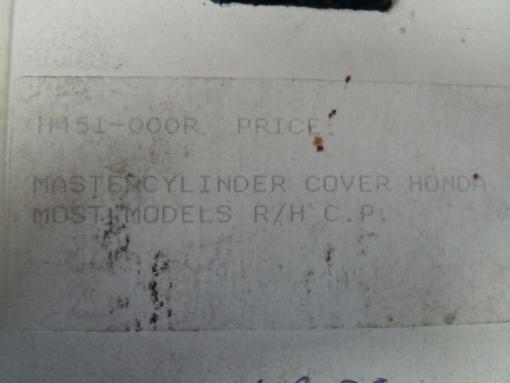 H451-000R PRICE:
MASTERCYLINDER COVER HONDA
MOST MODELS R/H C.P.